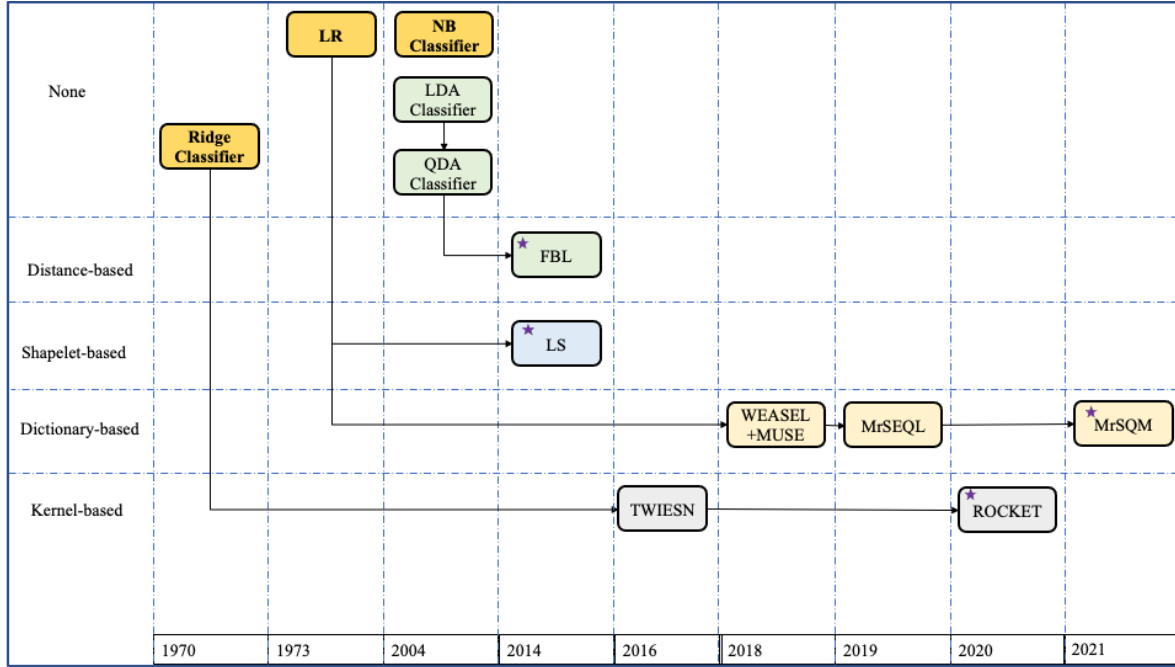 LR
NB
Classifier
None
LDA
Classifier
Ridge
Classifier
QDA
Classifier
Distance-based
FBL
Shapelet-based
LS
Dictionary-based
WEASEL
+MUSE
MrSEQL
MrSQM
Kernel-based
TWIESN
ROCKET
1970
1973
2004
2014
2016
2018
2019
2020
2021